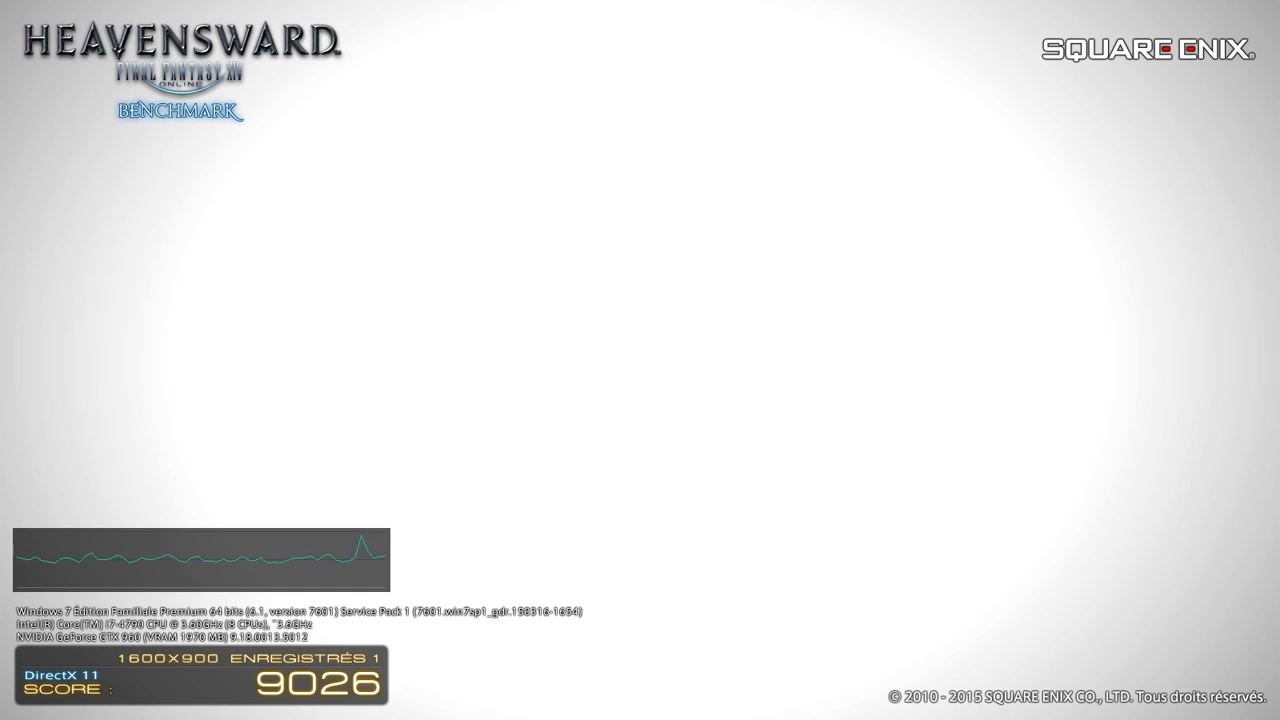 HEAVENSWARD
FINAL FANTASY XIV
ONLINE
BENCHMARK
SQUARE ENIX
Windows 7 Édition Familiale Premium 64 bits (6.1, version 7601) Service Pack 1 (7601.win7sp1_gdr.150316-1654)
Intel(R) Core(TM) i7-4790 CPU @ 3.60GHz (8 CPUs), ~3.6GHz
NVIDIA GeForce GTX 960 (VRAM 1970 MB) 9.18.0013.5012
1600X900 ENREGISTRÉS 1
DirectX 11
SCORE : 9026
© 2010 - 2015 SQUARE ENIX CO., LTD. Tous droits réservés.